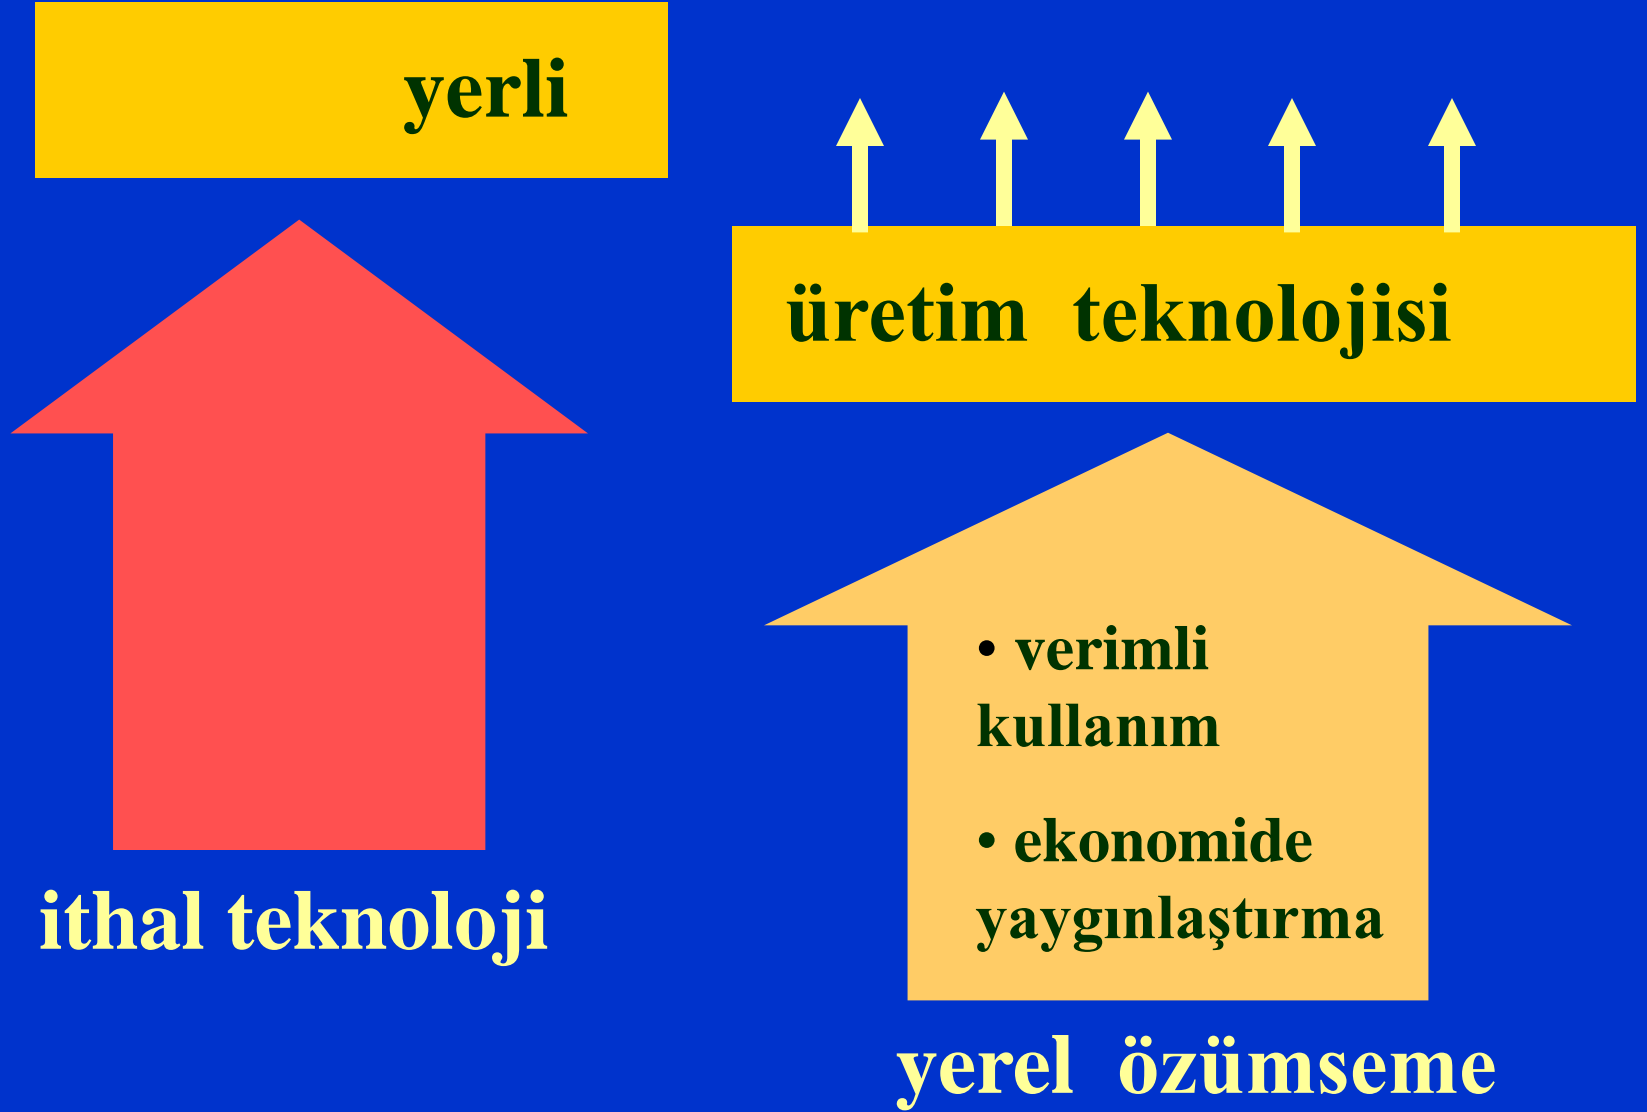 yerli
üretim teknolojisi
• verimli
kullanım
• ekonomide
yaygınlaştırma
ithal teknoloji
yerel özümseme